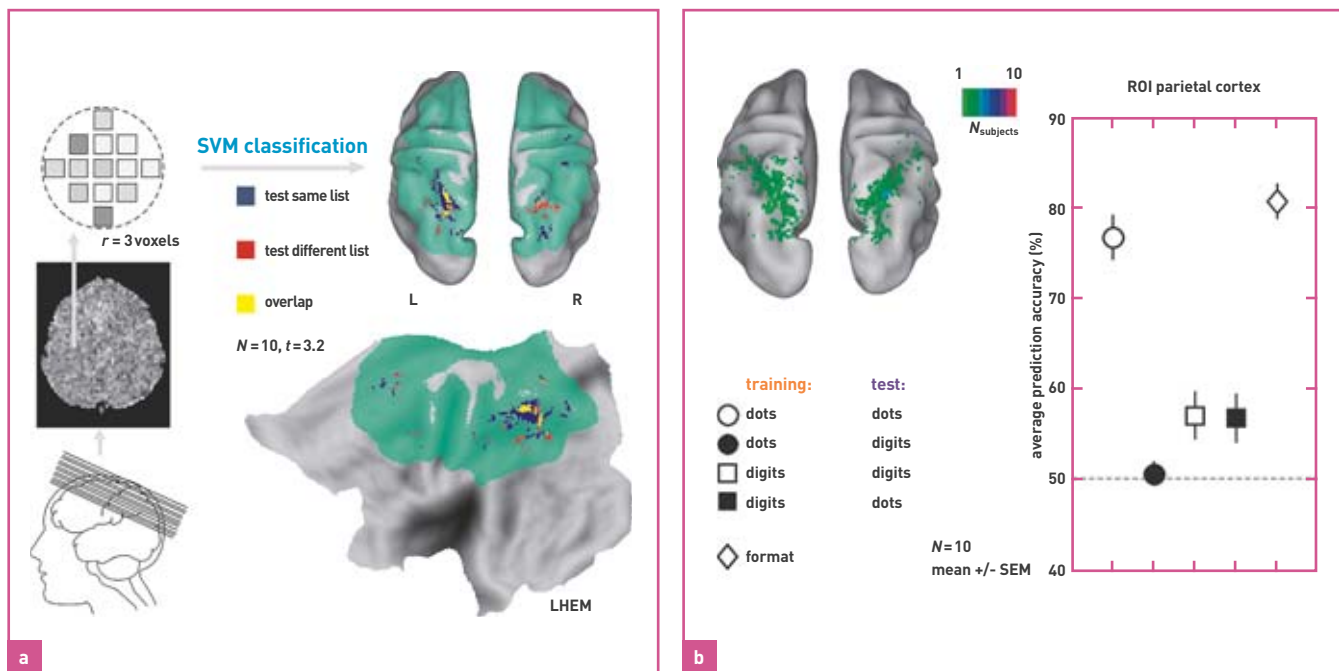 SVM classification
test same list
r = 3 voxels
test different list
L
R
overlap
N = 10, t = 3.2
LHEM
a
1 10
N subjects
ROI parietal cortex
90
80
70
60
50
40
average prediction accuracy (%)
training: test:
dots dots
dots digits
digits digits
digits dots
format
N = 10
mean +/- SEM
b